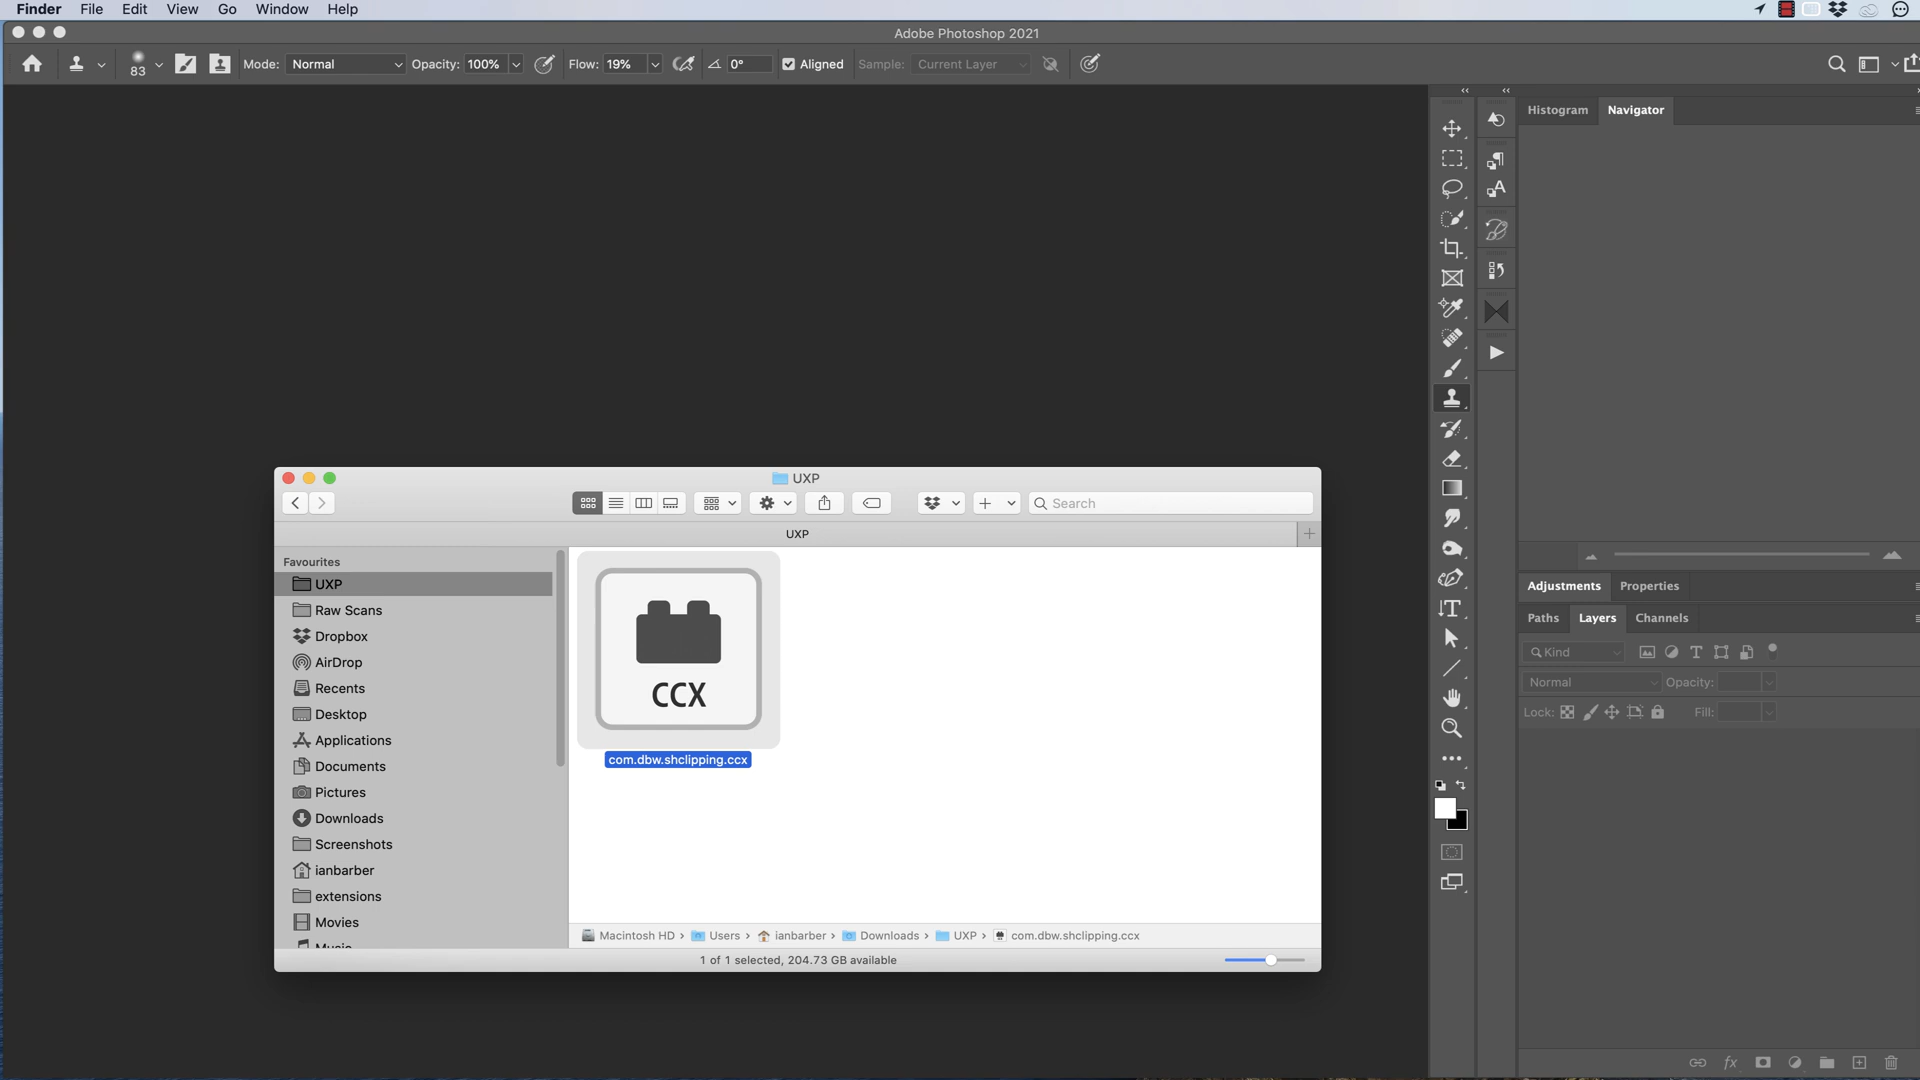 Finder File Edit View Go Window Help
Adobe Photoshop 2021
83 Mode: Normal Opacity: 100% Flow: 19% 0° Aligned Sample: Current Layer
Histogram Navigator
UXP
Search
UXP
Favourites
UXP
Raw Scans
Dropbox
AirDrop
Recents
Desktop
Applications
Documents
Pictures
Downloads
Screenshots
ianbarber
extensions
Movies
Music
CCX
com.dbw.shclipping.ccx
Macintosh HD › Users › ianbarber › Downloads › UXP › com.dbw.shclipping.ccx
1 of 1 selected, 204.73 GB available
Adjustments Properties
Paths Layers Channels
Kind
Normal Opacity:
Lock: Fill:
fx